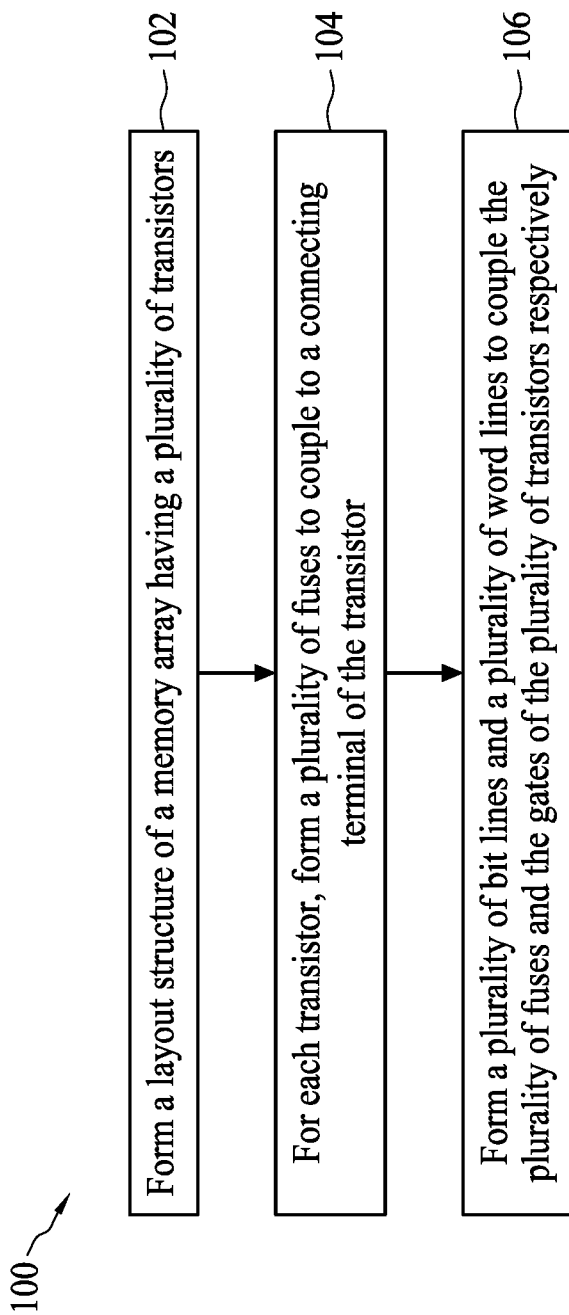 100
Form a layout structure of a memory array having a plurality of transistors
102
For each transistor, form a plurality of fuses to couple to a connecting
terminal of the transistor
104
Form a plurality of bit lines and a plurality of word lines to couple the
plurality of fuses and the gates of the plurality of transistors respectively
106